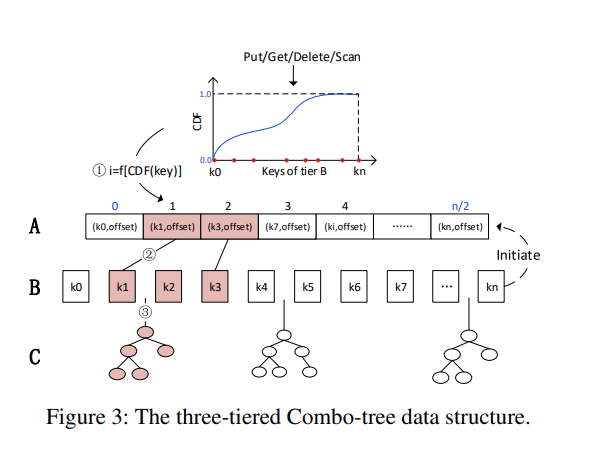 Put/Get/Delete/Scan
1.0
CDF
0.0
k0 Keys of tier B kn
① i=f[CDF(key)]
0 1 2 3 4 n/2
A (k0,offset) (k1,offset) (k3,offset) (k7,offset) (ki,offset) ...... (kn,offset)
②
Initiate
B k0 k1 k2 k3 k4 k5 k6 k7 ... kn
③
C
Figure 3: The three-tiered Combo-tree data structure.